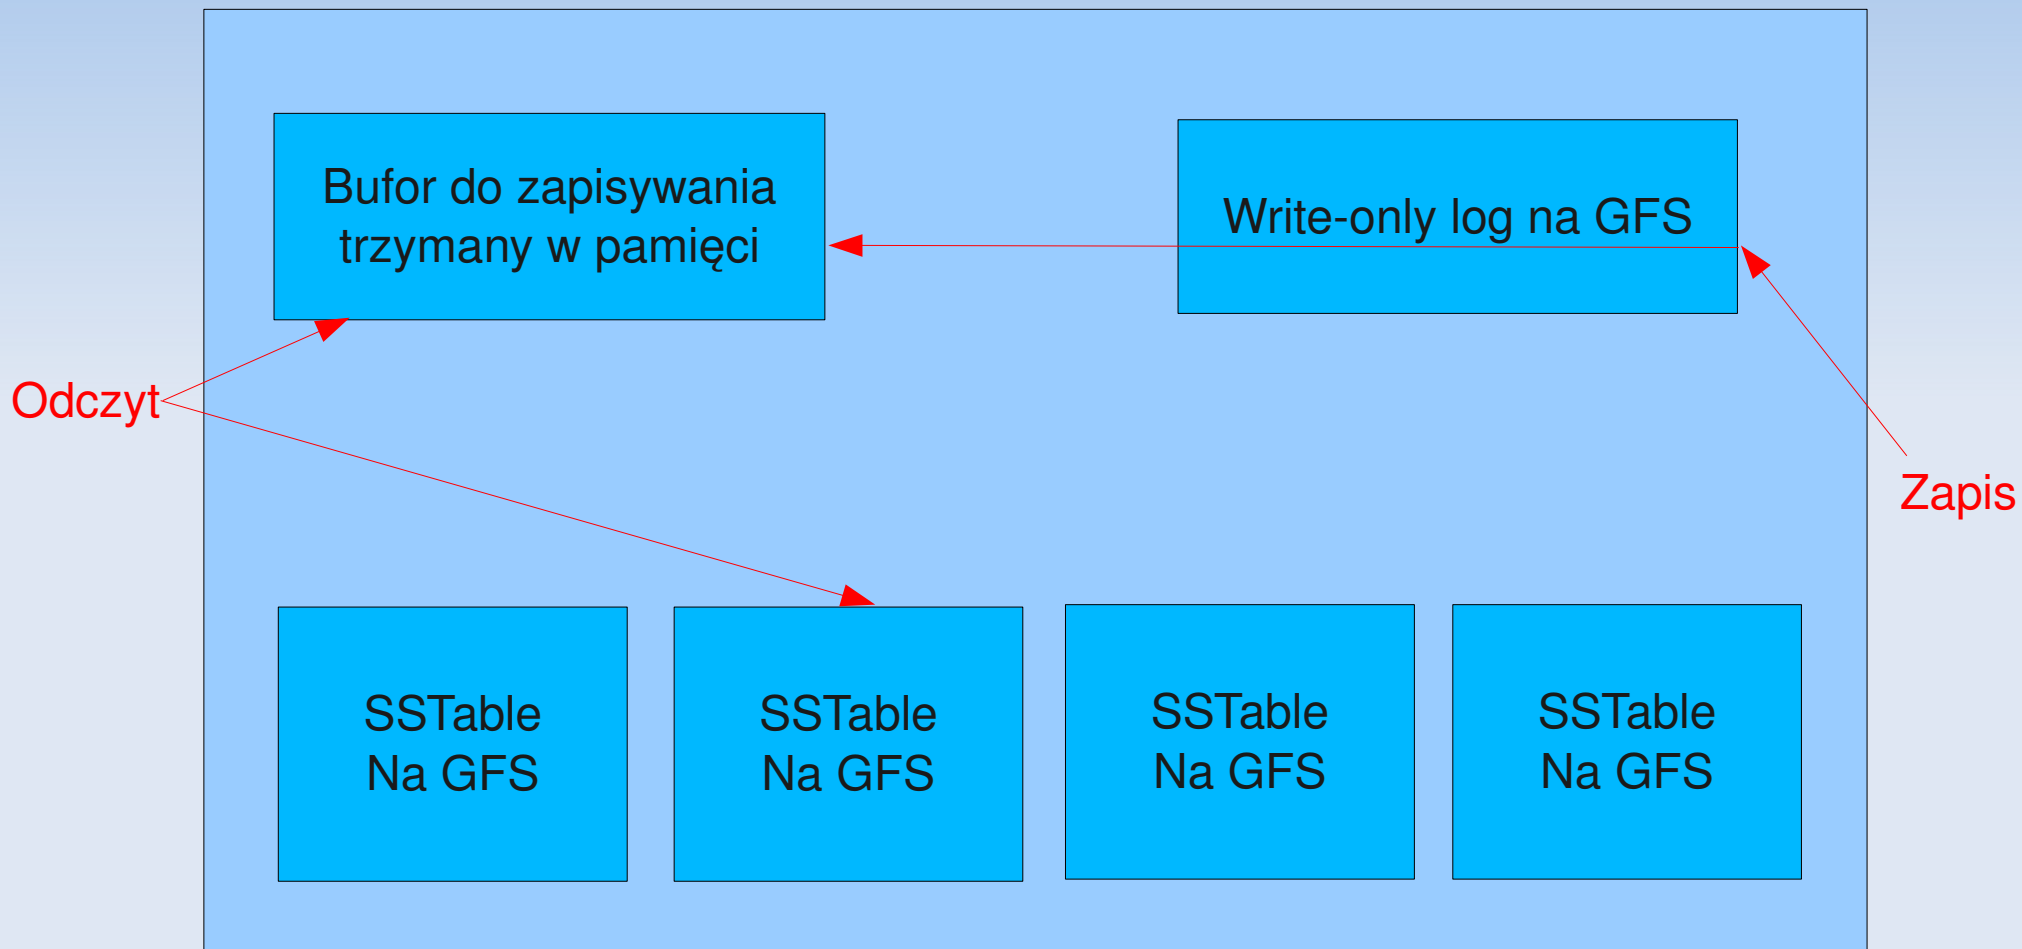 Bufor do zapisywania
trzymany w pamięci
Write-only log na GFS
Odczyt
Zapis
SSTable
Na GFS
SSTable
Na GFS
SSTable
Na GFS
SSTable
Na GFS